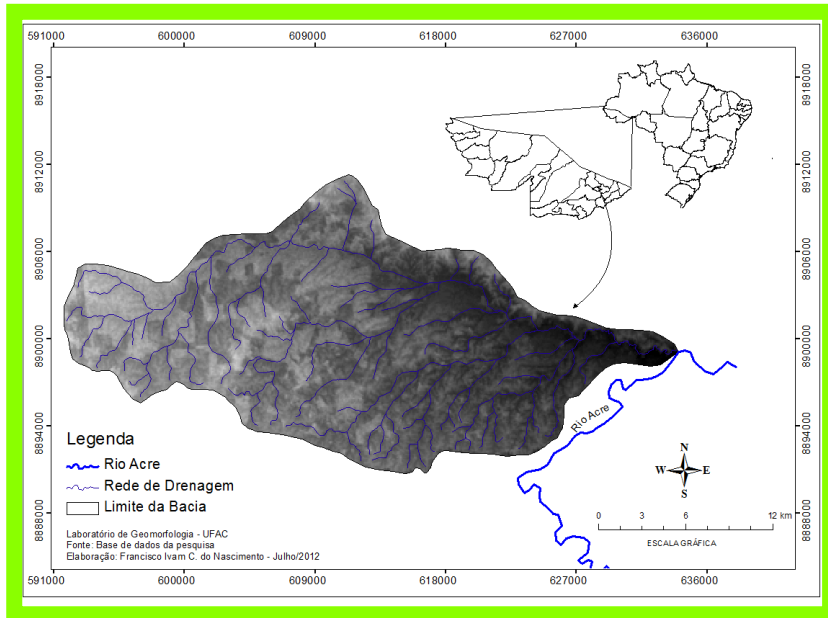 591000 600000 609000 618000 627000 636000
8918000 8918000
8912000 8912000
8906000 8906000
8900000 8900000
8894000 8894000
8888000 8888000
Rio Acre
Legenda
Rio Acre
Rede de Drenagem
Limite da Bacia
Laboratório de Geomorfologia - UFAC
Fonte: Base de dados da pesquisa
Elaboração: Francisco Ivam C. do Nascimento - Julho/2012
N
W E
S
0 3 6 12 km
ESCALA GRÁFICA
591000 600000 609000 618000 627000 636000